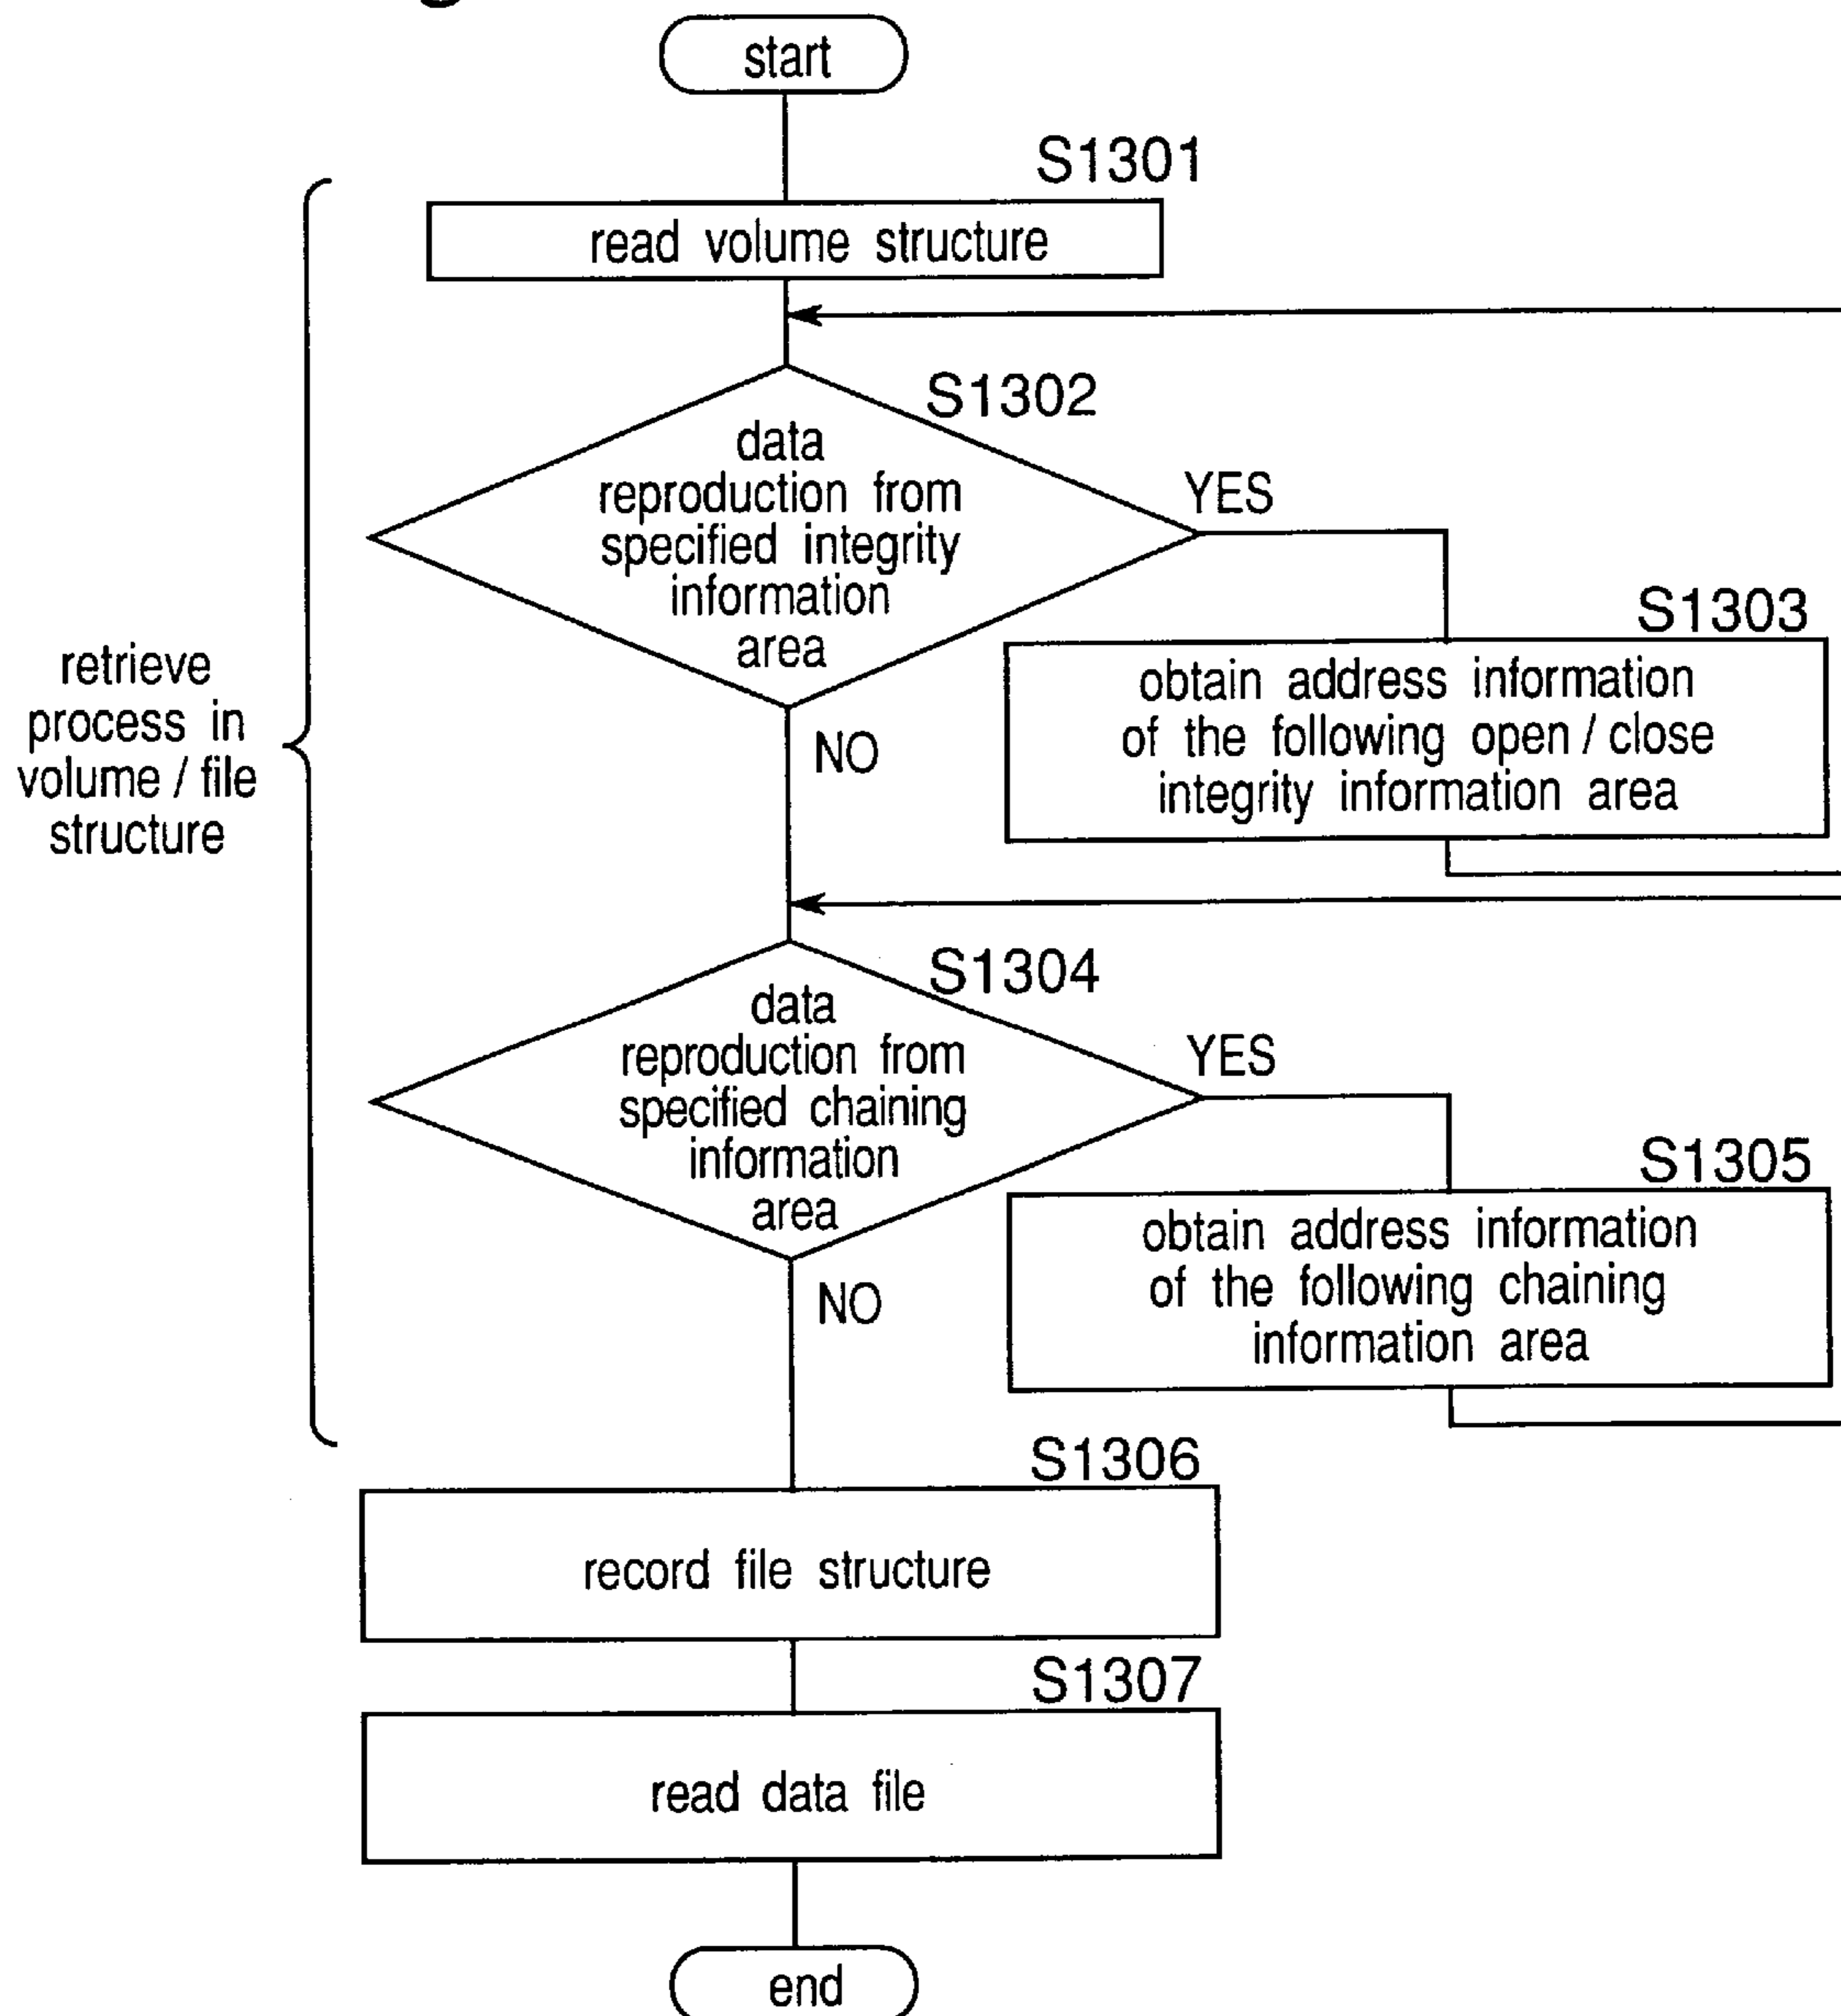 start
S1301
read volume structure
S1302
data
reproduction from
specified integrity
information
area
YES
S1303
obtain address information
of the following open / close
integrity information area
NO
retrieve
process in
volume / file
structure
S1304
data
reproduction from
specified chaining
information
area
YES
S1305
obtain address information
of the following chaining
information area
NO
S1306
record file structure
S1307
read data file
end